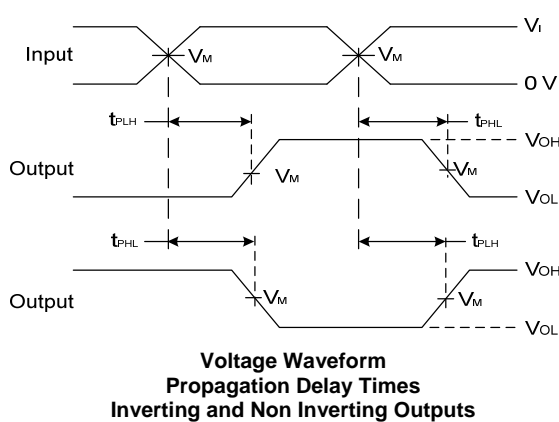 VI
Input VM VM
0 V
tPLH tPHL
VOH
Output VM VM
VOL
tPHL tPLH
VOH
Output VM VM
VOL
Voltage Waveform
Propagation Delay Times
Inverting and Non Inverting Outputs